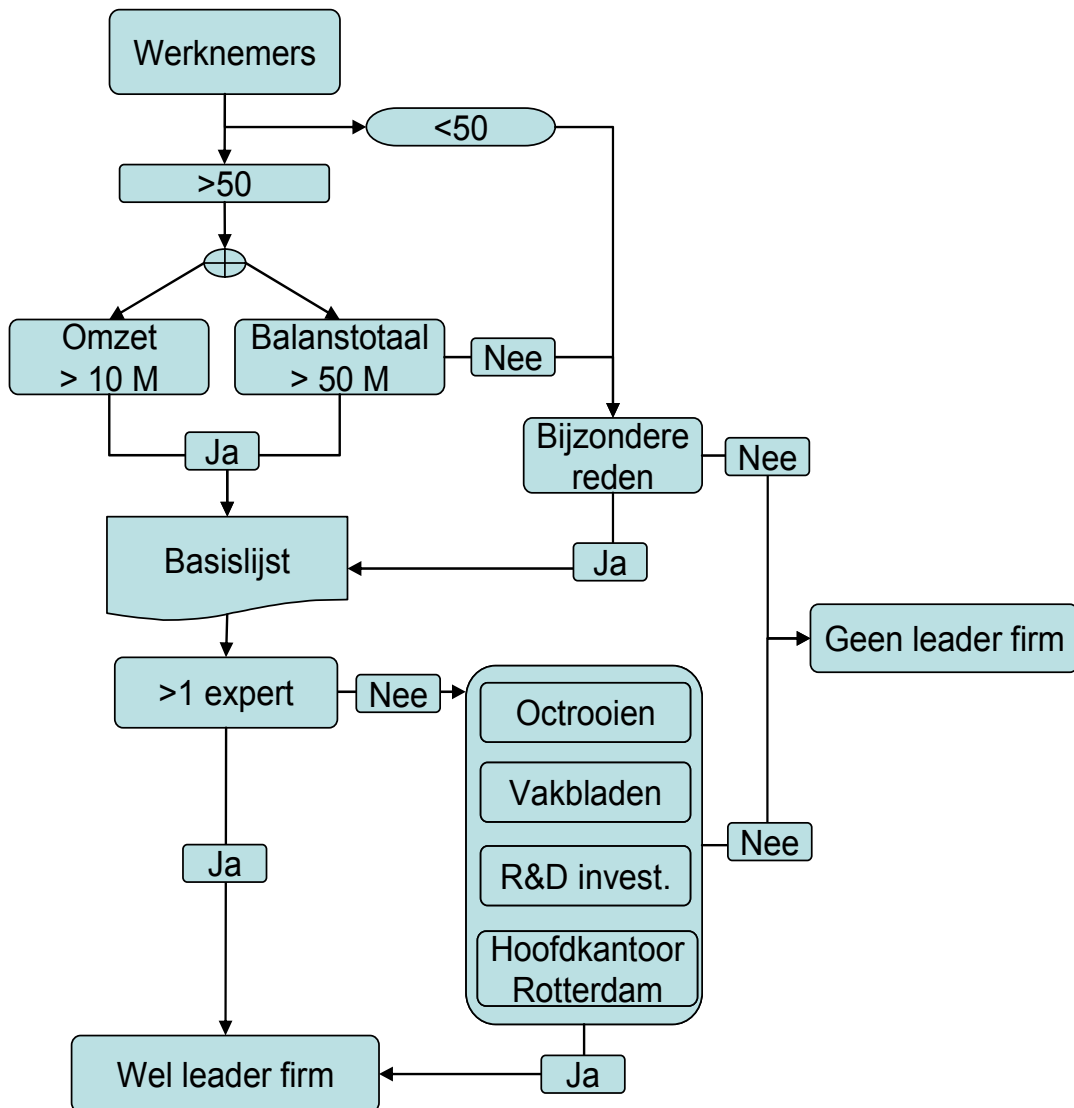 Werknemers
<50
>50
Omzet
> 10 M
Balanstotaal
> 50 M
Nee
Ja
Bijzondere
reden
Nee
Basislijst
Ja
Geen leader firm
>1 expert
Nee
Octrooien
Vakbladen
R&D invest.
Hoofdkantoor
Rotterdam
Nee
Ja
Wel leader firm
Ja